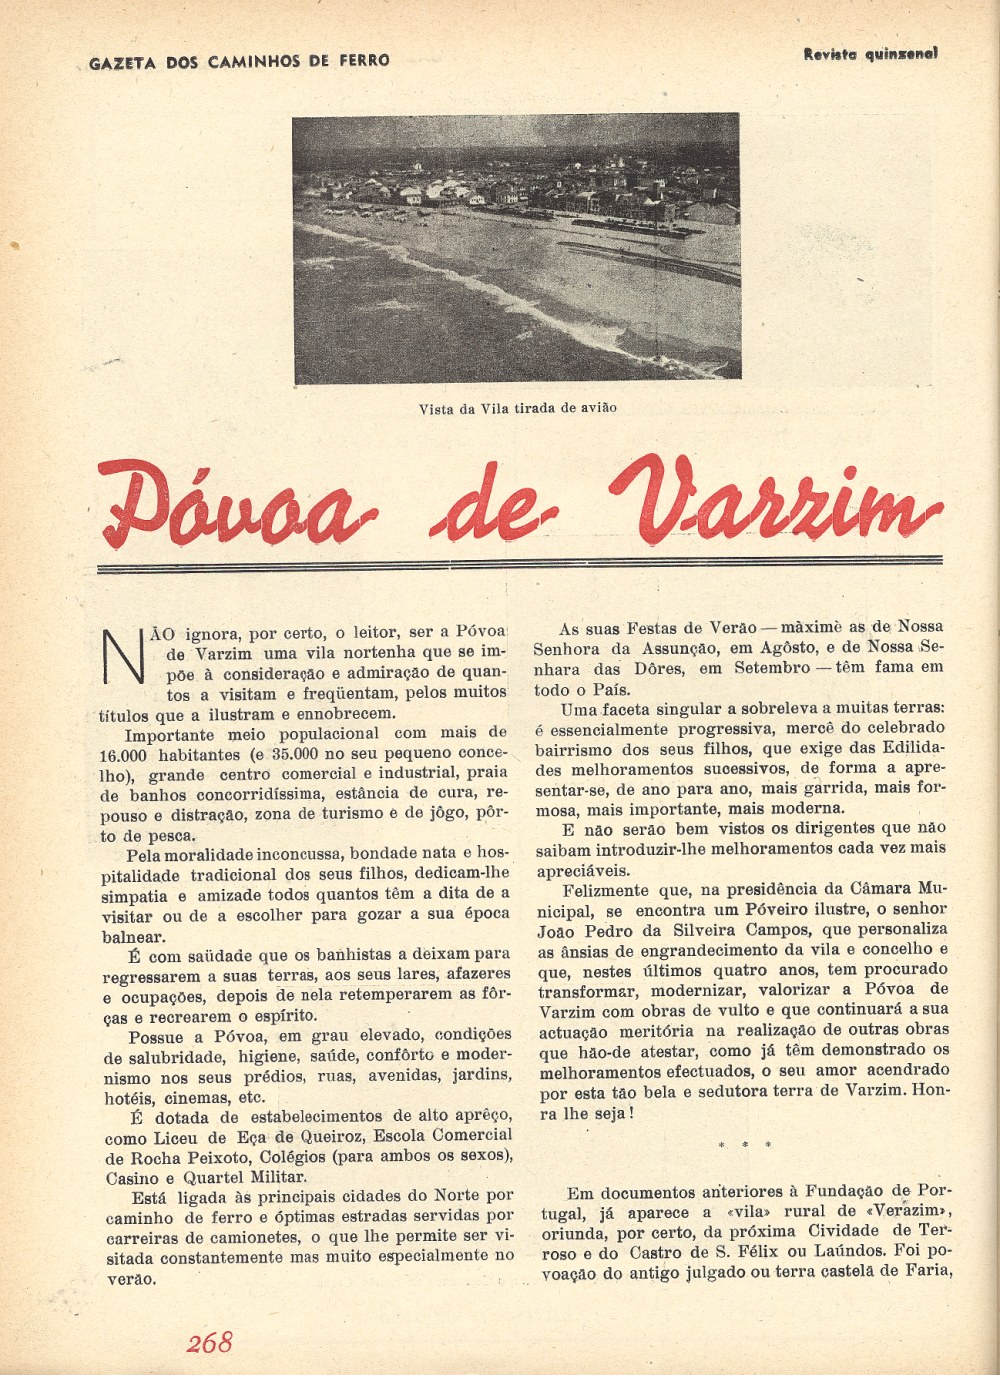 GAZETA DOS CAMINHOS DE FERRO
Revista quinzenal
Vista da Vila tirada de avião
Póvoa de Varzim
NÃO ignora, por certo, o leitor, ser a Póvoa
de Varzim uma vila nortenha que se im-
põe à consideração e admiração de quan-
tos a visitam e freqüentam, pelos muitos
títulos que a ilustram e ennobrecem.
Importante meio populacional com mais de
16.000 habitantes (e 35.000 no seu pequeno conce-
lho), grande centro comercial e industrial, praia
de banhos concorridíssima, estância de cura, re-
pouso e distração, zona de turismo e de jôgo, pôr-
to de pesca.
Pela moralidade inconcussa, bondade nata e hos-
pitalidade tradicional dos seus filhos, dedicam-lhe
simpatia e amizade todos quantos têm a dita de a
visitar ou de a escolher para gozar a sua época
balnear.
É com saüdade que os banhistas a deixam para
regressarem a suas terras, aos seus lares, afazeres
e ocupações, depois de nela retemperarem as fôr-
ças e recrearem o espírito.
Possue a Póvoa, em grau elevado, condições
de salubridade, higiene, saúde, confôrto e moder-
nismo nos seus prédios, ruas, avenidas, jardins,
hotéis, cinemas, etc.
É dotada de estabelecimentos de alto aprêço,
como Liceu de Eça de Queiroz, Escola Comercial
de Rocha Peixoto, Colégios (para ambos os sexos),
Casino e Quartel Militar.
Está ligada às principais cidades do Norte por
caminho de ferro e óptimas estradas servidas por
carreiras de camionetes, o que lhe permite ser vi-
sitada constantemente mas muito especialmente no
verão.
As suas Festas de Verão — màximè as de Nossa
Senhora da Assunção, em Agôsto, e de Nossa Se-
nhara das Dôres, em Setembro — têm fama em
todo o País.
Uma faceta singular a sobreleva a muitas terras:
é essencialmente progressiva, mercê do celebrado
bairrismo dos seus filhos, que exige das Edilida-
des melhoramentos sucessivos, de forma a apre-
sentar-se, de ano para ano, mais garrida, mais for-
mosa, mais importante, mais moderna.
E não serão bem vistos os dirigentes que não
saibam introduzir-lhe melhoramentos cada vez mais
apreciáveis.
Felizmente que, na presidência da Câmara Mu-
nicipal, se encontra um Póveiro ilustre, o senhor
João Pedro da Silveira Campos, que personaliza
as ânsias de engrandecimento da vila e concelho e
que, nestes últimos quatro anos, tem procurado
transformar, modernizar, valorizar a Póvoa de
Varzim com obras de vulto e que continuará a sua
actuação meritória na realização de outras obras
que hão-de atestar, como já têm demonstrado os
melhoramentos efectuados, o seu amor acendrado
por esta tão bela e sedutora terra de Varzim. Hon-
ra lhe seja!
* * *
Em documentos anteriores à Fundação de Por-
tugal, já aparece a «vila» rural de «Verazim»,
oriunda, por certo, da próxima Cividade de Ter-
roso e do Castro de S. Félix ou Laúndos. Foi po-
voação do antigo julgado ou terra castelã de Faria,
268